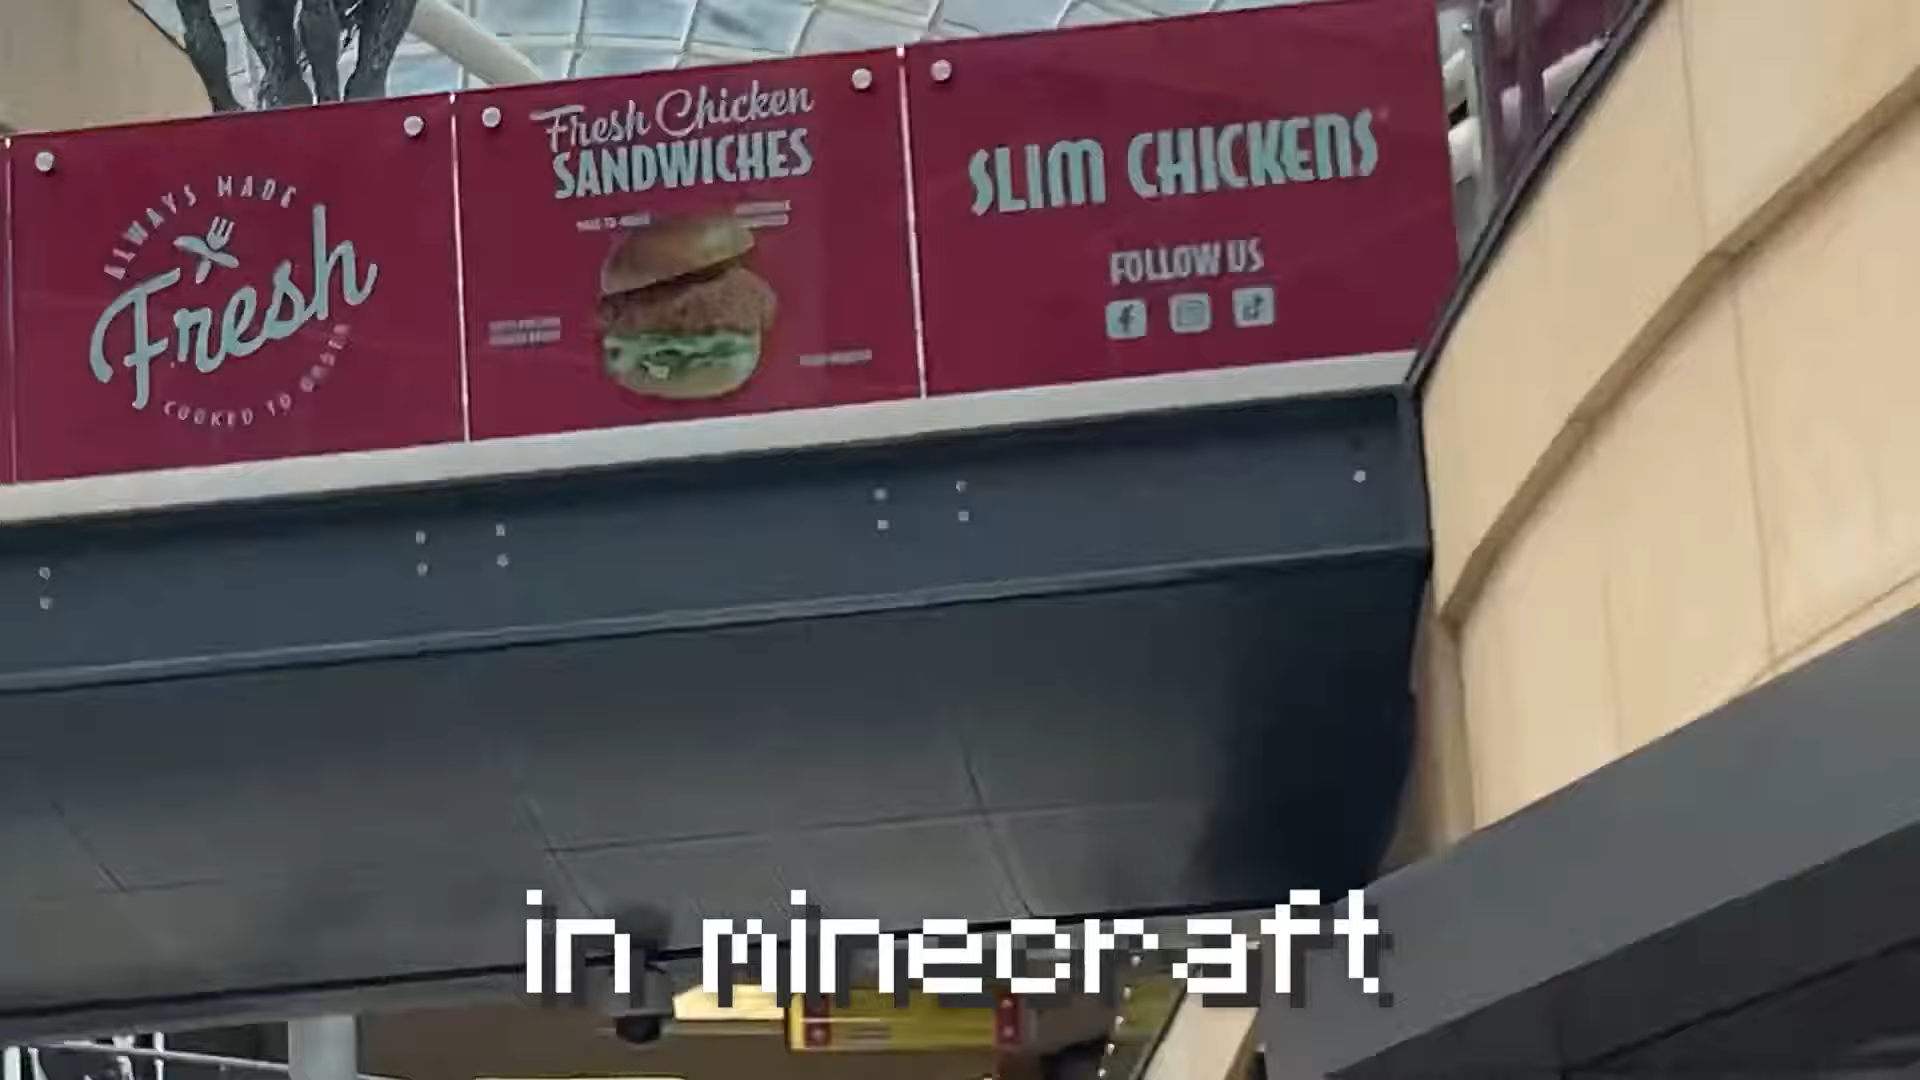 ALWAYS MADE
Fresh
COOKED TO ORDER
Fresh Chicken
SANDWICHES
SLIM CHICKENS
FOLLOW US
in minecraft